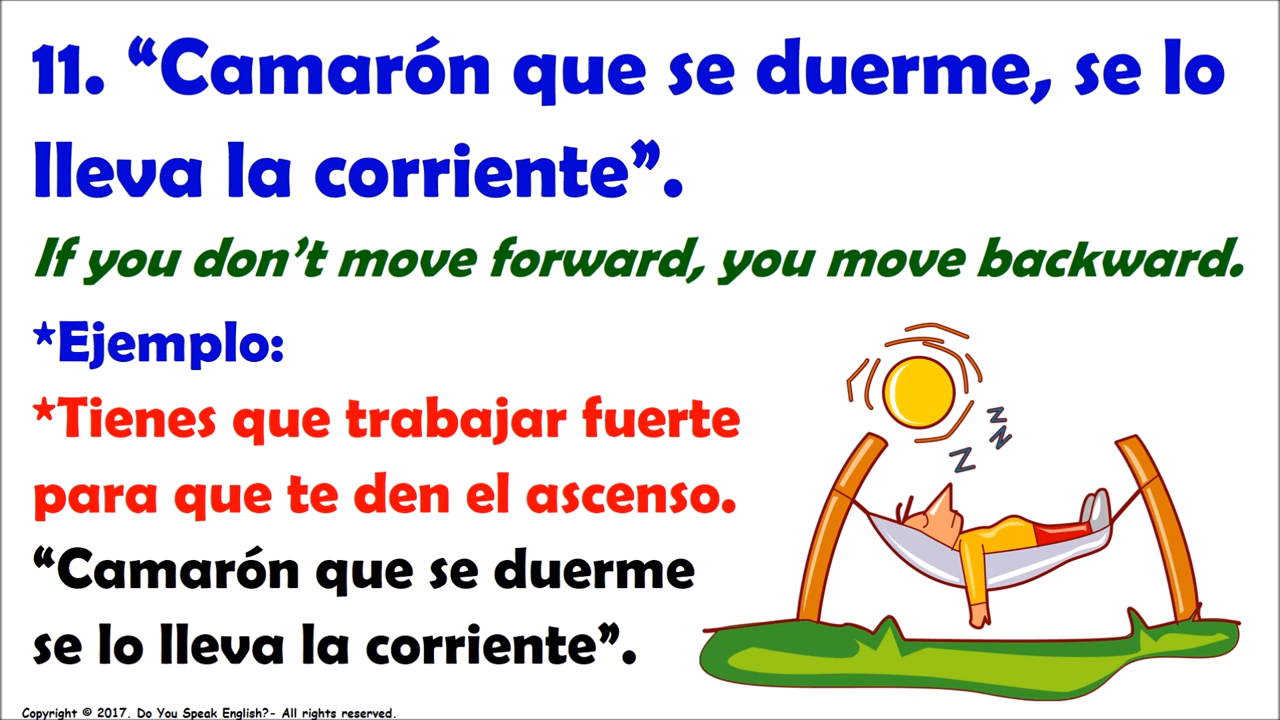 11. “Camarón que se duerme, se lo
lleva la corriente”.
If you don’t move forward, you move backward.
*Ejemplo:
*Tienes que trabajar fuerte
para que te den el ascenso.
“Camarón que se duerme
se lo lleva la corriente”.
Z
Z
Z
Copyright © 2017. Do You Speak English?- All rights reserved.